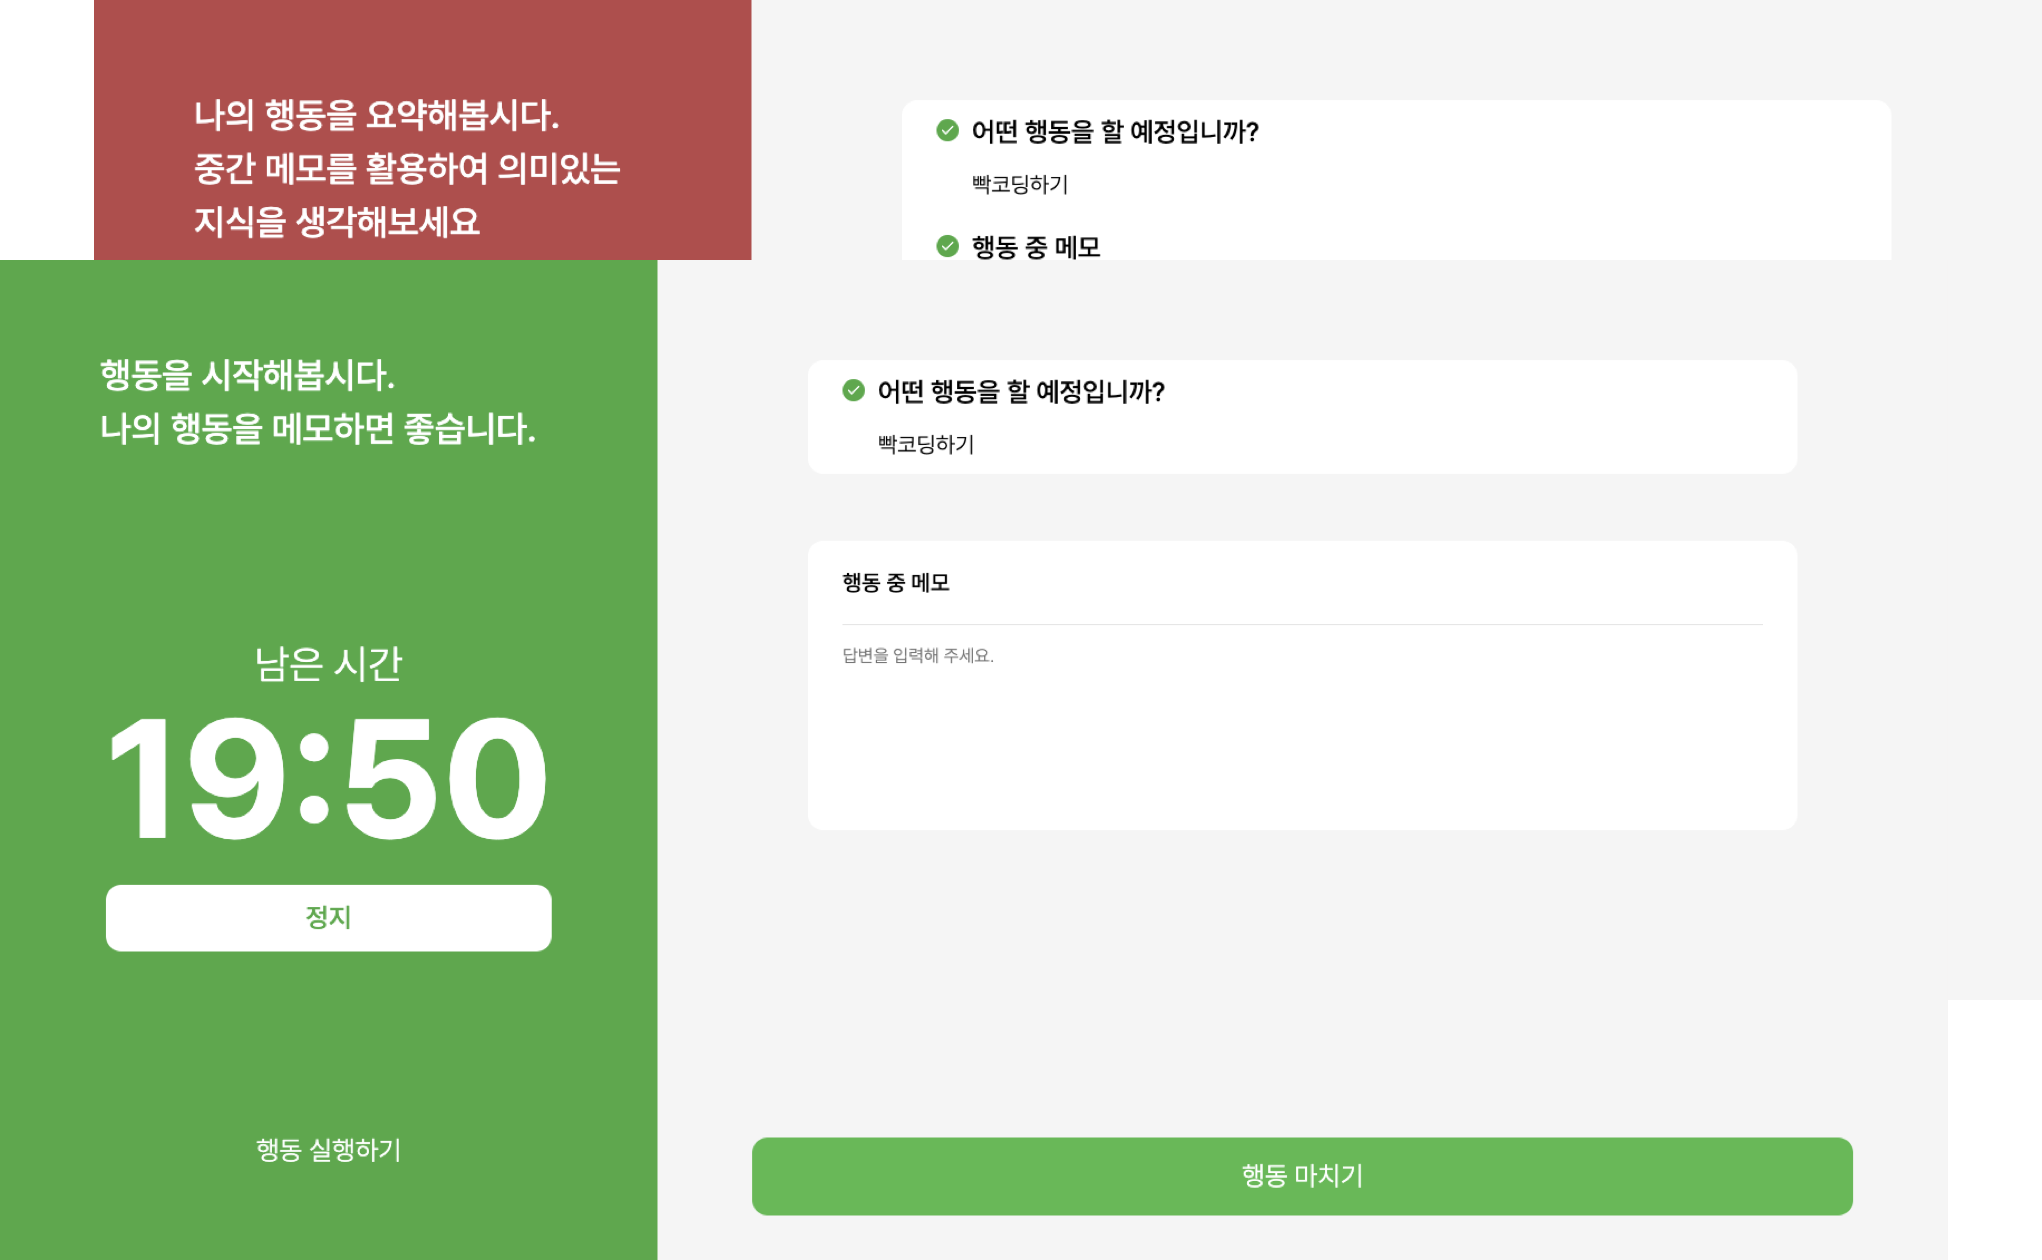 나의 행동을 요약해봅시다.
중간 메모를 활용하여 의미있는
지식을 생각해보세요
어떤 행동을 할 예정입니까?
빡코딩하기
행동 중 메모
행동을 시작해봅시다.
나의 행동을 메모하면 좋습니다.
남은 시간
19:50
정지
행동 실행하기
어떤 행동을 할 예정입니까?
빡코딩하기
행동 중 메모
답변을 입력해 주세요.
행동 마치기